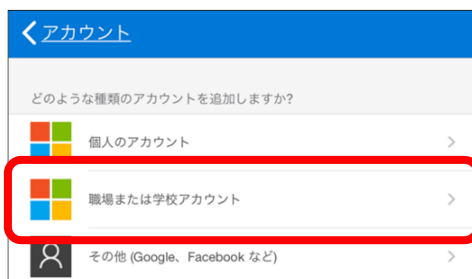 アカウント
どのような種類のアカウントを追加しますか?
個人のアカウント
職場または学校アカウント
その他 (Google、Facebook など)